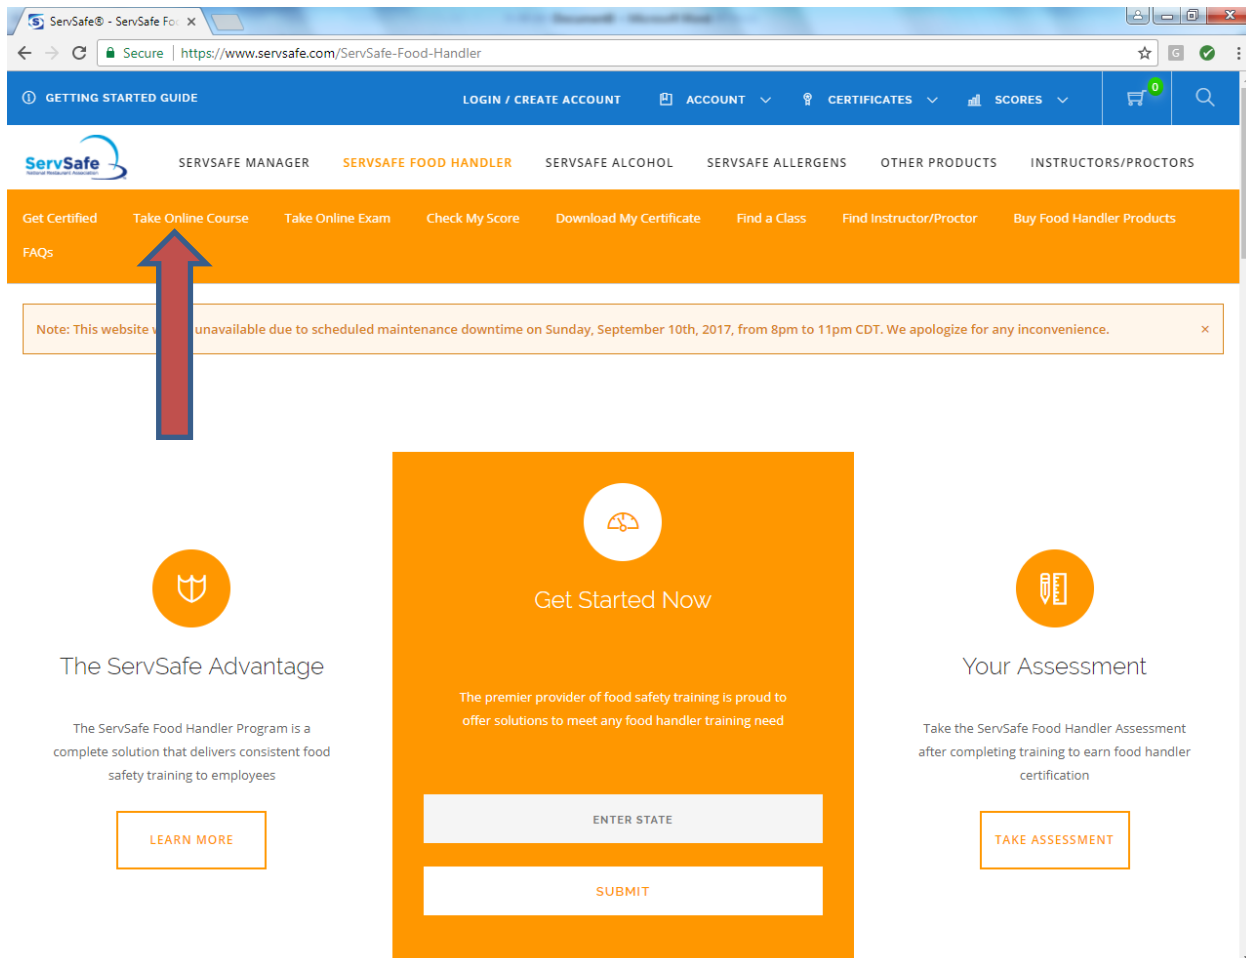 ServSafe® - ServSafe Fo
Secure | https://www.servsafe.com/ServSafe-Food-Handler
GETTING STARTED GUIDE
LOGIN / CREATE ACCOUNT
ACCOUNT
CERTIFICATES
SCORES
0
ServSafe
National Restaurant Association
SERVSAFE MANAGER
SERVSAFE FOOD HANDLER
SERVSAFE ALCOHOL
SERVSAFE ALLERGENS
OTHER PRODUCTS
INSTRUCTORS/PROCTORS
Get Certified
Take Online Course
Take Online Exam
Check My Score
Download My Certificate
Find a Class
Find Instructor/Proctor
Buy Food Handler Products
FAQs
Note: This website unavailable due to scheduled maintenance downtime on Sunday, September 10th, 2017, from 8pm to 11pm CDT. We apologize for any inconvenience.
Get Started Now
The premier provider of food safety training is proud to
offer solutions to meet any food handler training need
ENTER STATE
SUBMIT
The ServSafe Advantage
The ServSafe Food Handler Program is a
complete solution that delivers consistent food
safety training to employees
LEARN MORE
Your Assessment
Take the ServSafe Food Handler Assessment
after completing training to earn food handler
certification
TAKE ASSESSMENT